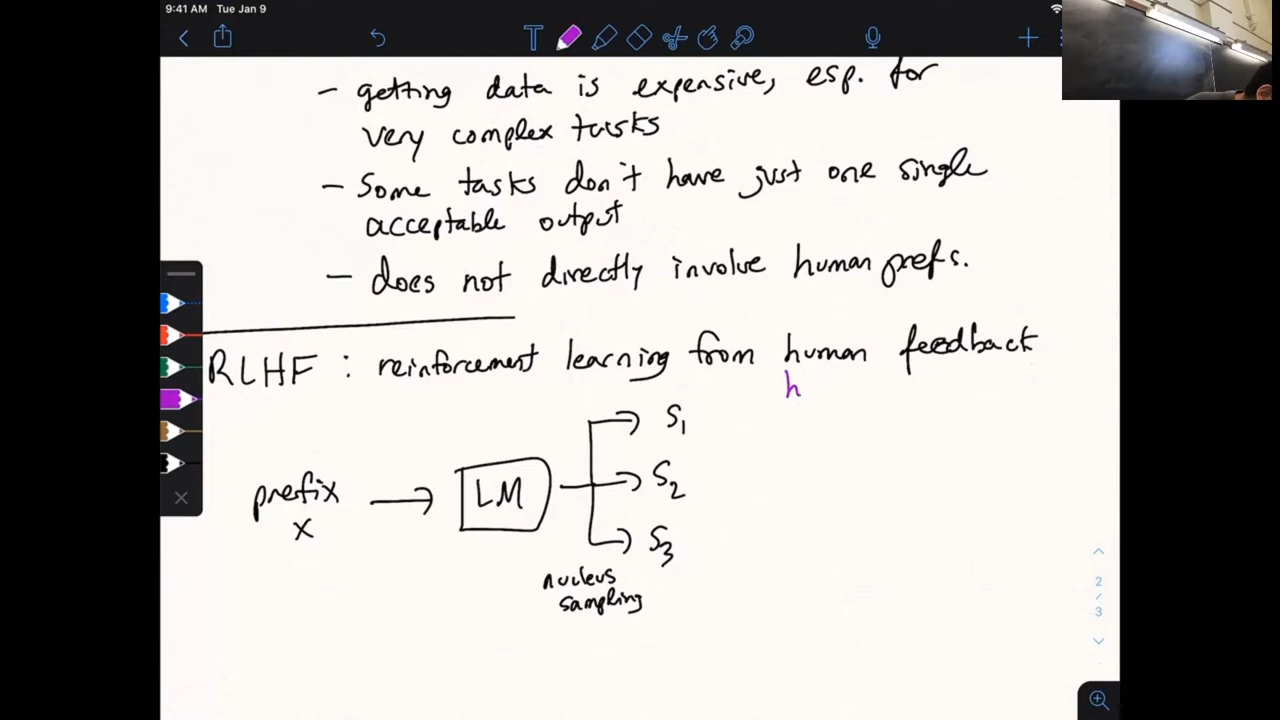 9:41 AM Tue Jan 9
- getting data is expensive, esp. for
very complex tasks
- Some tasks don't have just one single
acceptable output
- does not directly involve human prefs.
RLHF : reinforcement learning from human feedback
h
S1
prefix
x
LM
S2
S3
nucleus
sampling
2
/
3